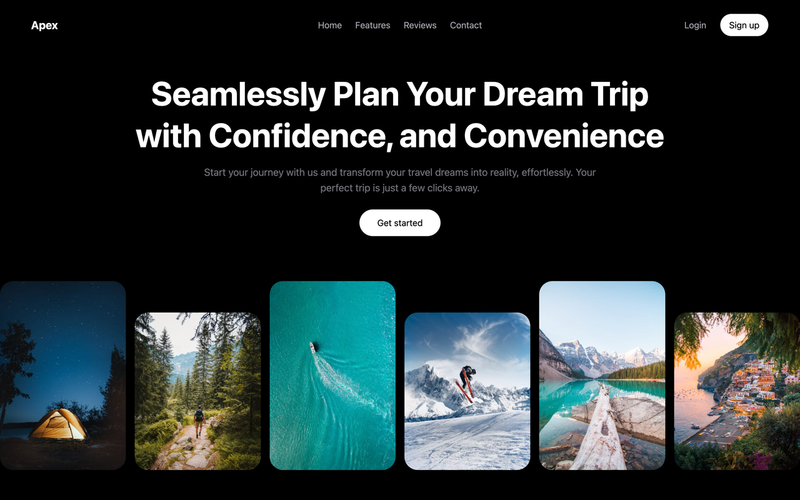 Apex
Home Features Reviews Contact
Login Sign up
Seamlessly Plan Your Dream Trip
with Confidence, and Convenience
Start your journey with us and transform your travel dreams into reality, effortlessly. Your
perfect trip is just a few clicks away.
Get started